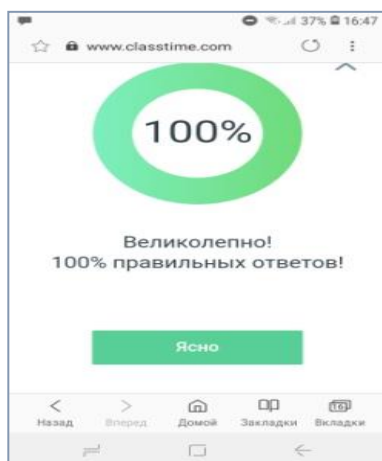 37% 16:47
www.classtime.com
100%
Великолепно!
100% правильных ответов!
Ясно
Назад Вперед Домой Закладки Вкладки